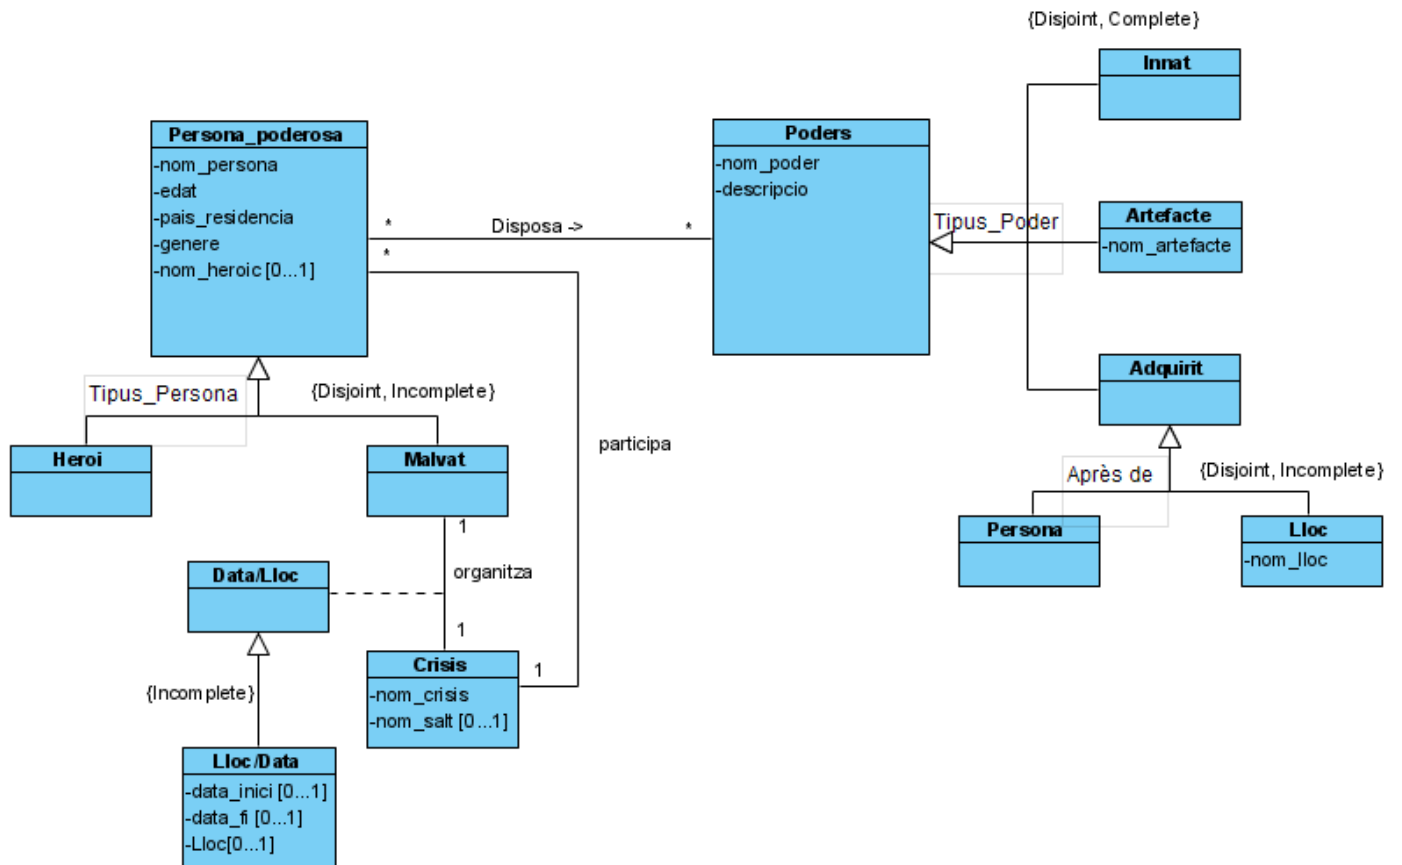 {Disjoint, Complete}
Innat
Persona_poderosa
-nom_persona
-edat
-pais_residencia
-genere
-nom_heroic [0...1]
*
*
Disposa ->
*
Poders
-nom_poder
-descripcio
Tipus_Poder
Artefacte
-nom_artefacte
Adquirit
Tipus_Persona
{Disjoint, Incomplete}
Heroi
Malvat
participa
Après de
{Disjoint, Incomplete}
Persona
Lloc
-nom_lloc
1
organitza
1
Data/Lloc
Crisis
-nom_crisis
-nom_salt [0...1]
1
{Incomplete}
Lloc/Data
-data_inici [0...1]
-data_fi [0...1]
-Lloc[0...1]